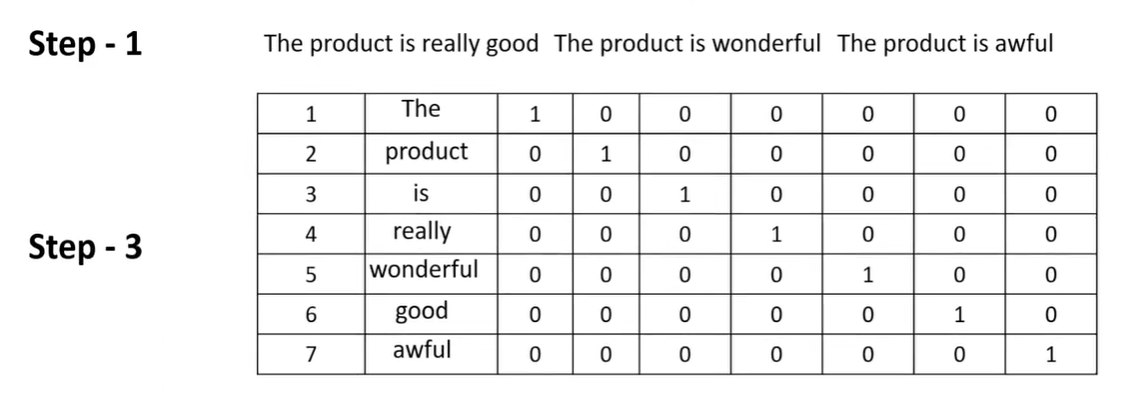 Step - 1 The product is really good The product is wonderful The product is awful
1 The 1 0 0 0 0 0 0
2 product 0 1 0 0 0 0 0
3 is 0 0 1 0 0 0 0
Step - 3
4 really 0 0 0 1 0 0 0
5 wonderful 0 0 0 0 1 0 0
6 good 0 0 0 0 0 1 0
7 awful 0 0 0 0 0 0 1